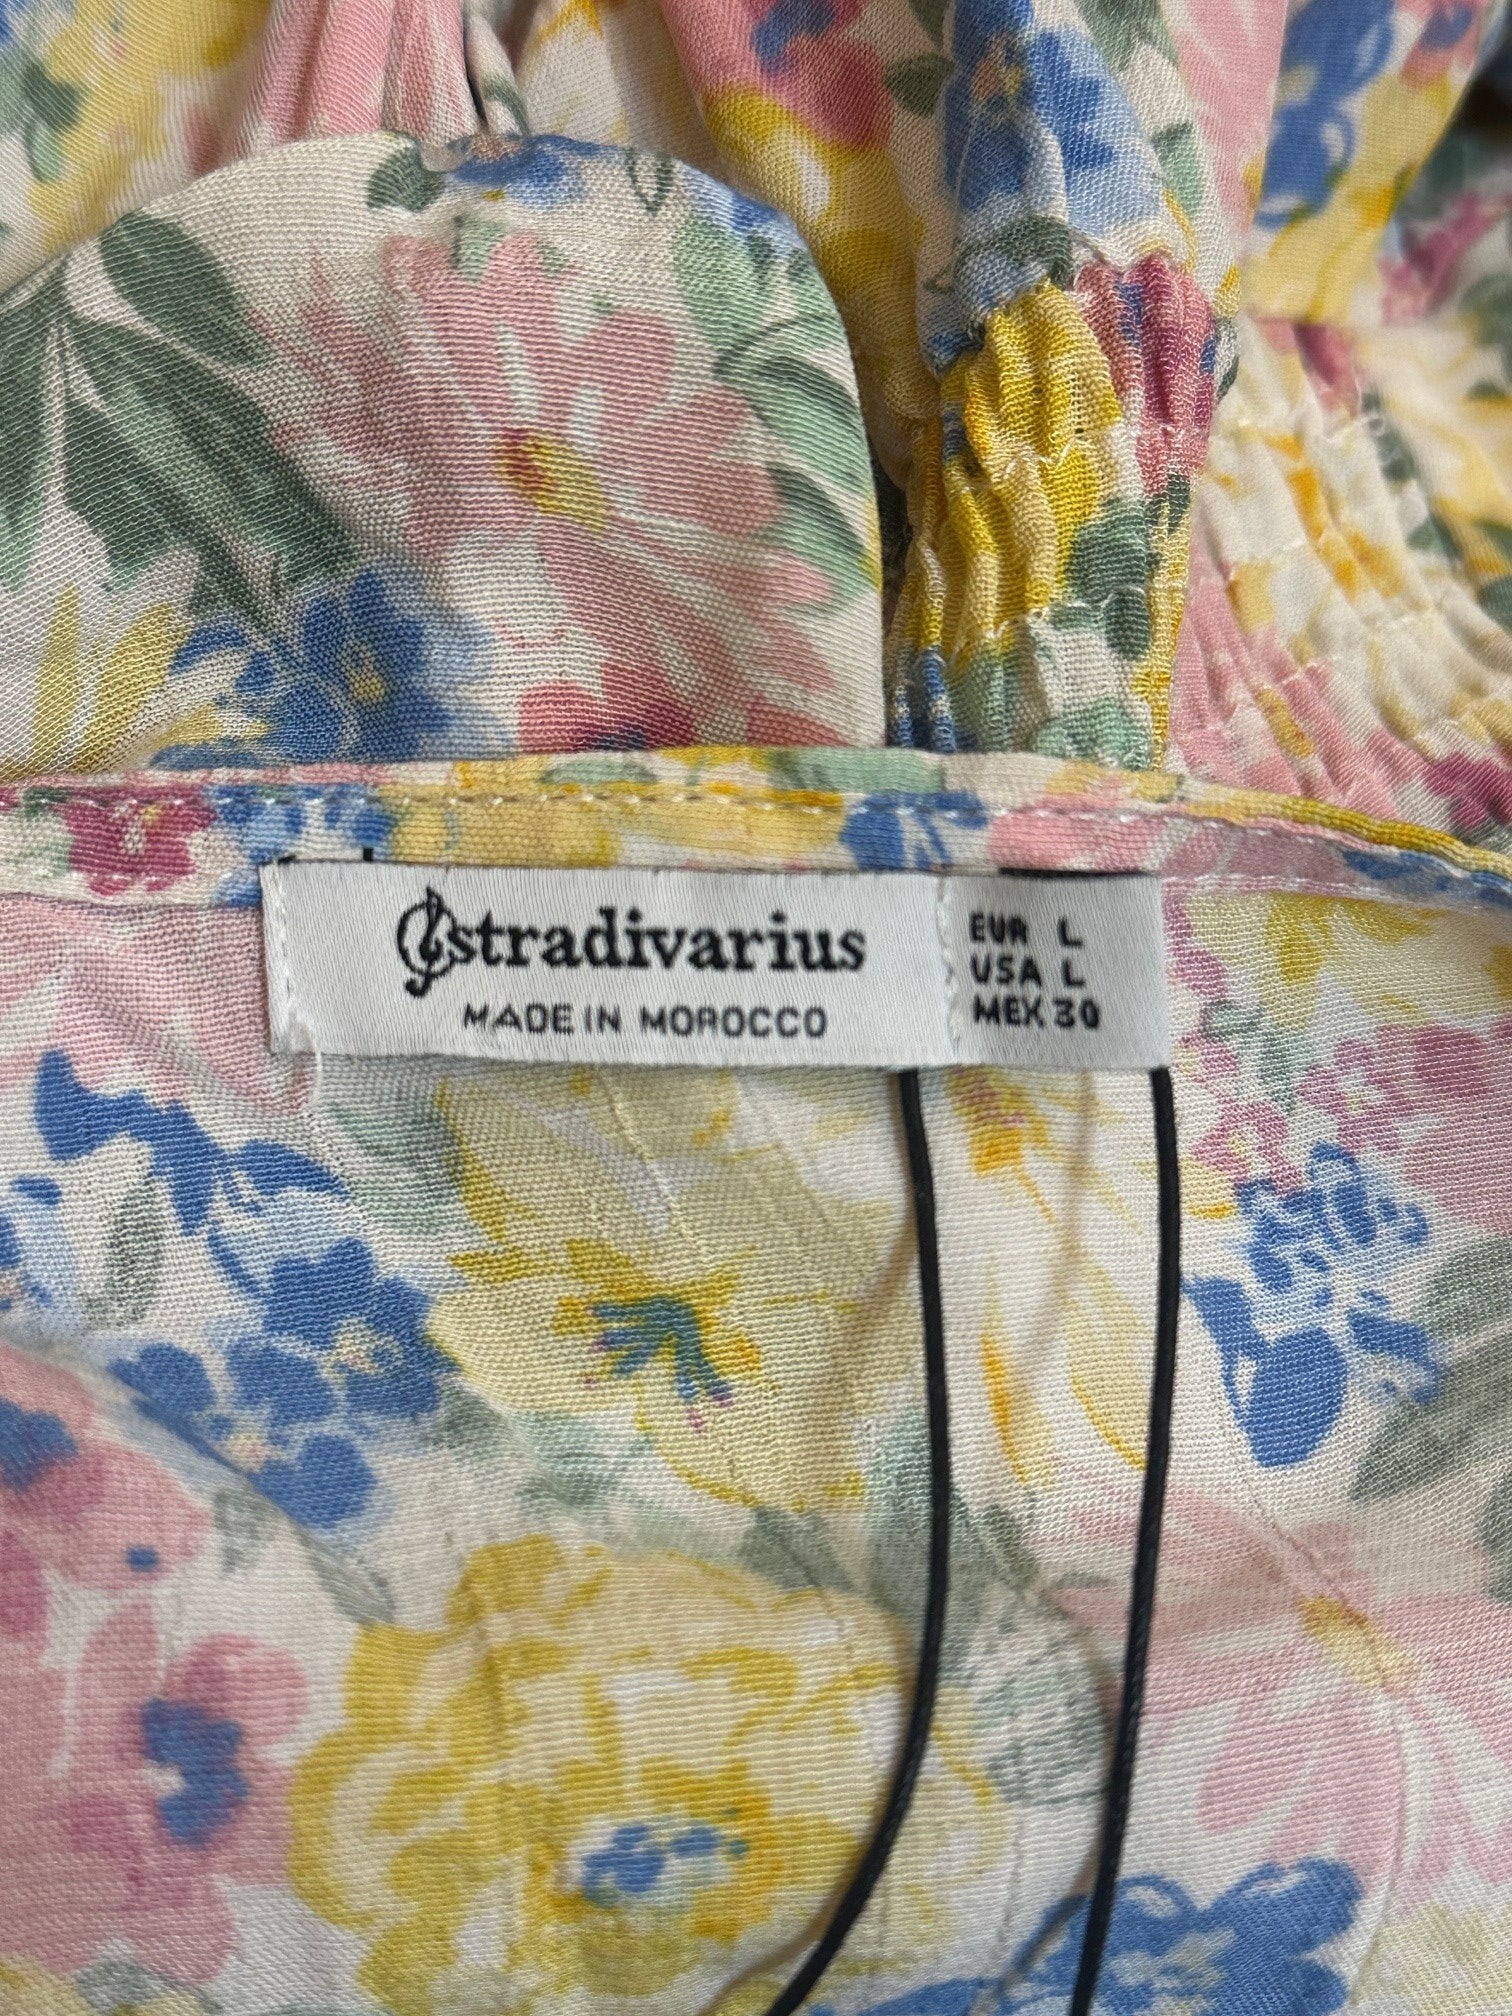 stradivarius
MADE IN MOROCCO
EUR L
USA L
MEX 30